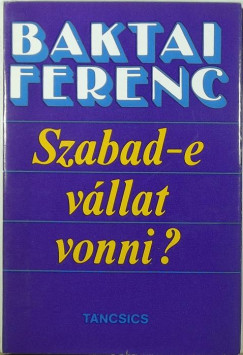 BAKTAI
FERENC
Szabad-e
vállat
vonni?
TANCSICS